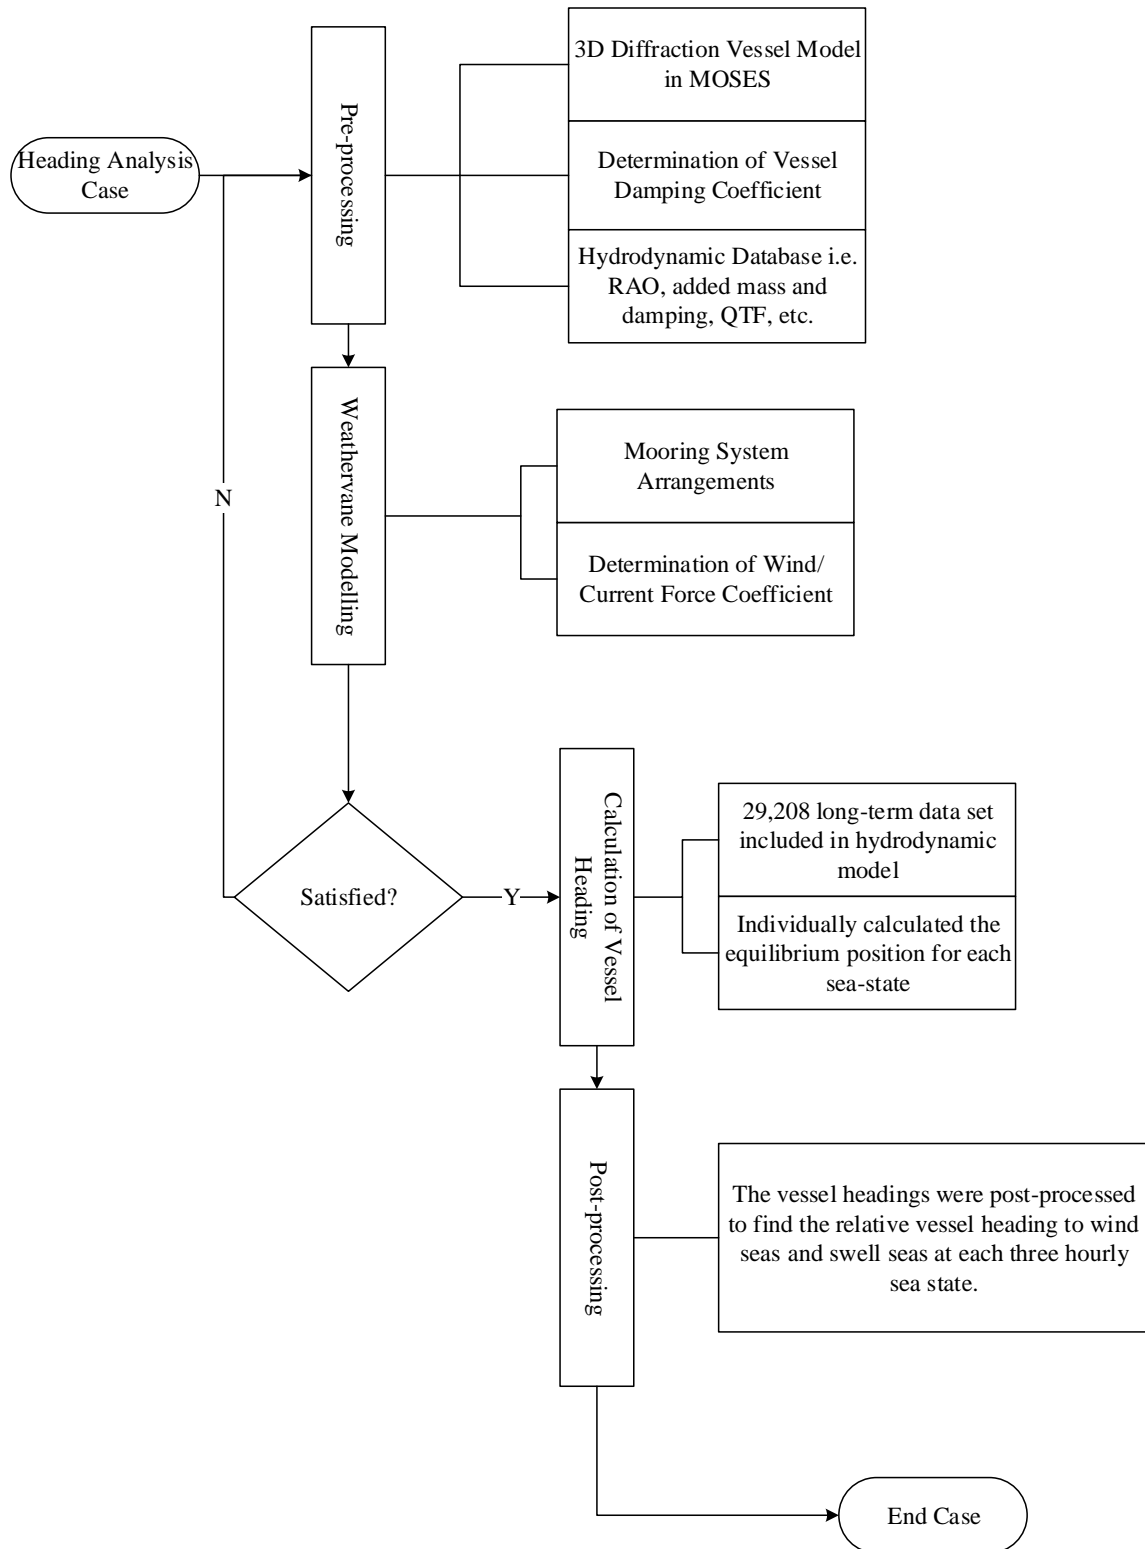 Heading Analysis
Case
Pre-processing
3D Diffraction Vessel Model
in MOSES
Determination of Vessel
Damping Coefficient
Hydrodynamic Database i.e.
RAO, added mass and
damping, QTF, etc.
Weathervane Modelling
Mooring System
Arrangements
Determination of Wind/
Current Force Coefficient
N
Satisfied?
Y
Calculation of Vessel
Heading
29,208 long-term data set
included in hydrodynamic
model
Individually calculated the
equilibrium position for each
sea-state
Post-processing
The vessel headings were post-processed
to find the relative vessel heading to wind
seas and swell seas at each three hourly
sea state.
End Case